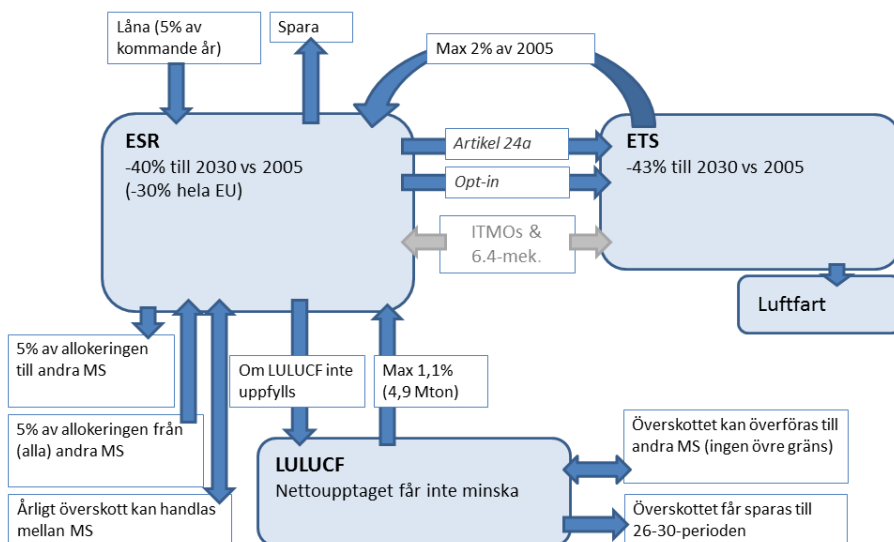 Låna (5% av
kommande år)
Spara
Max 2% av 2005
ESR
-40% till 2030 vs 2005
(-30% hela EU)
Artikel 24a
Opt-in
ITMOs &
6.4-mek.
ETS
-43% till 2030 vs 2005
Luftfart
5% av allokeringen
till andra MS
Om LULUCF inte
uppfylls
Max 1,1%
(4,9 Mton)
5% av allokeringen från
(alla) andra MS
Årligt överskott kan handlas
mellan MS
LULUCF
Nettoupptaget får inte minska
Överskottet kan överföras till
andra MS (ingen övre gräns)
Överskottet får sparas till
26-30-perioden